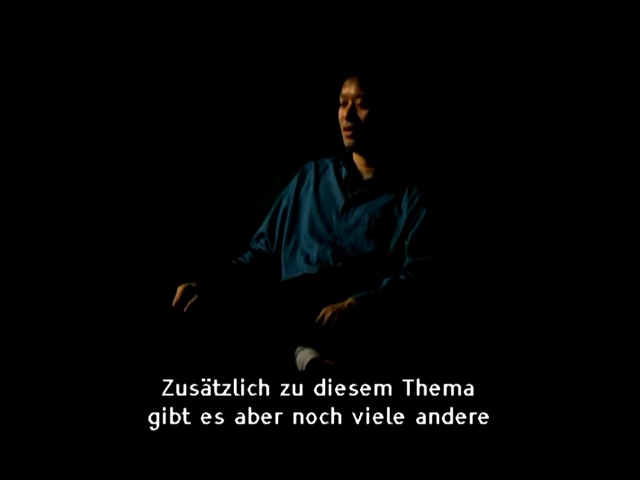 Zusätzlich zu diesem Thema
gibt es aber noch viele andere